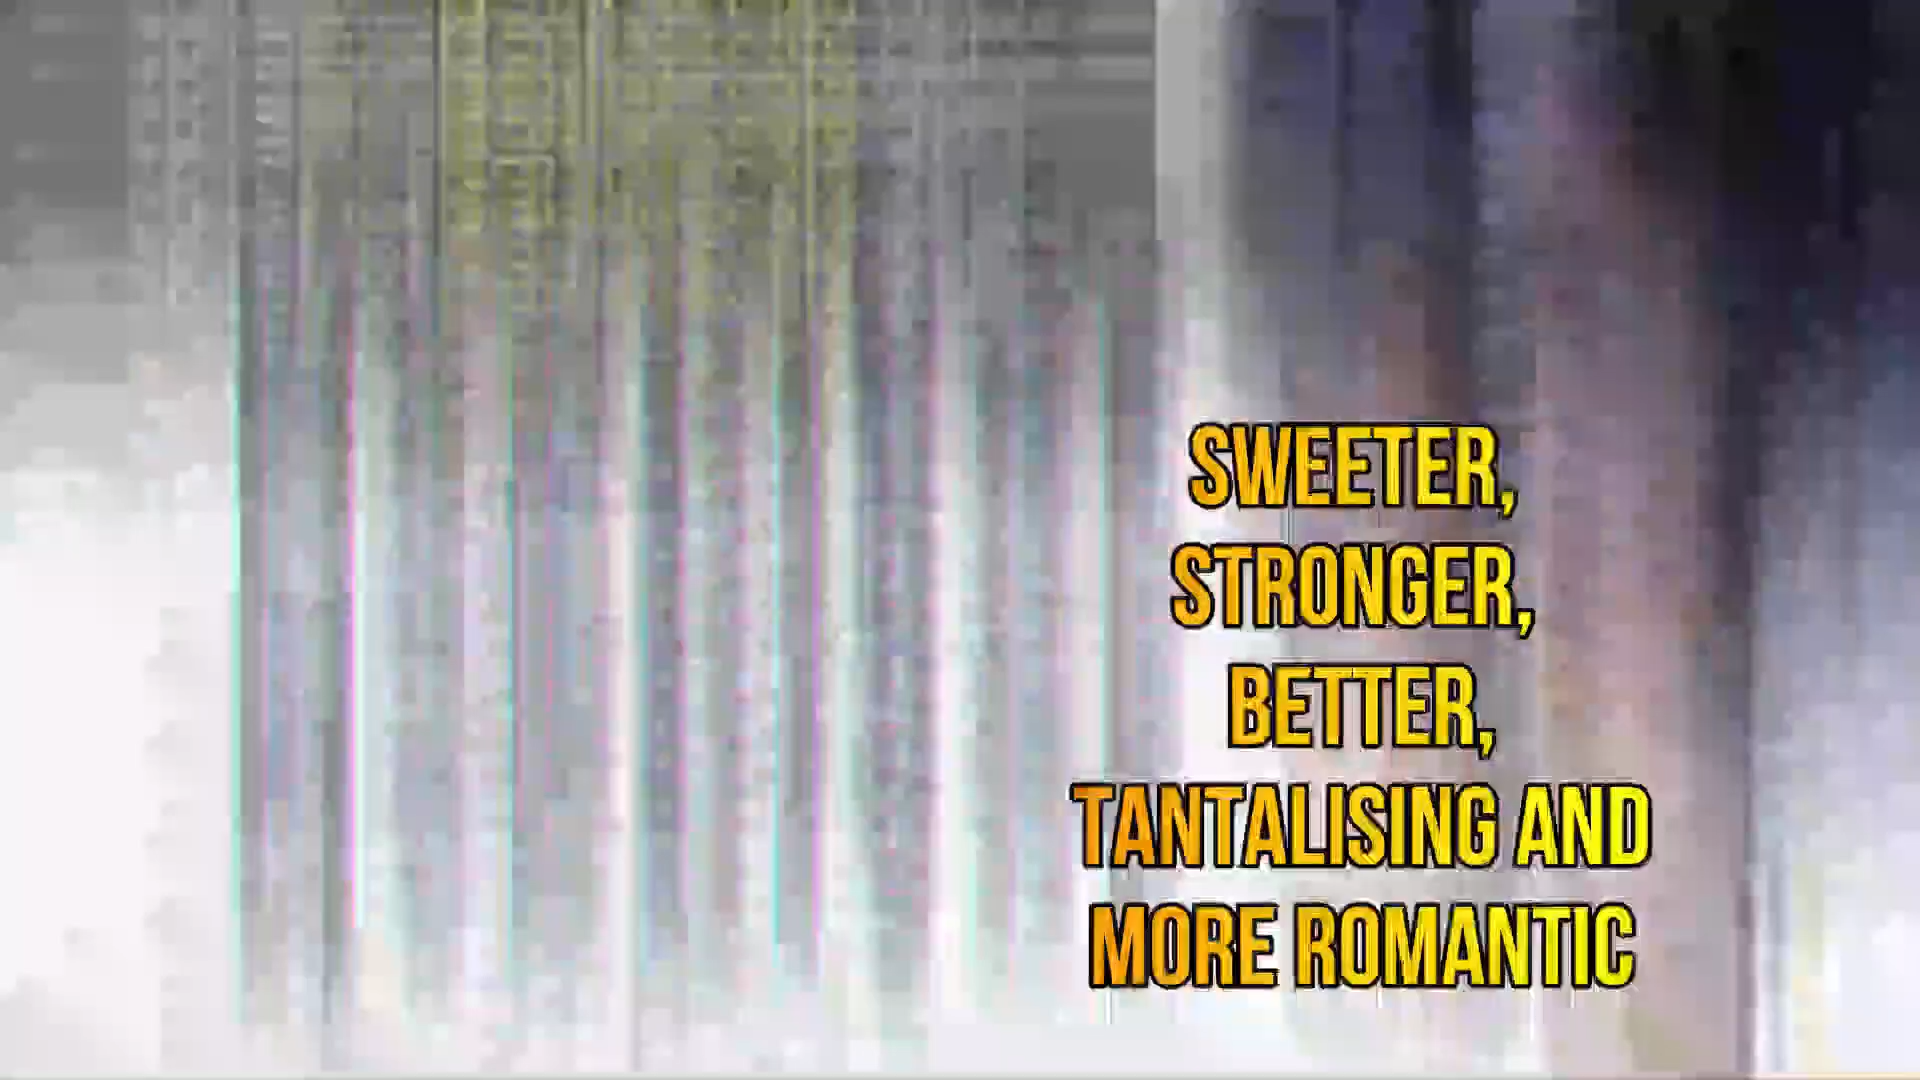 SWEETER,
STRONGER,
BETTER,
TANTALISING AND
MORE ROMANTIC